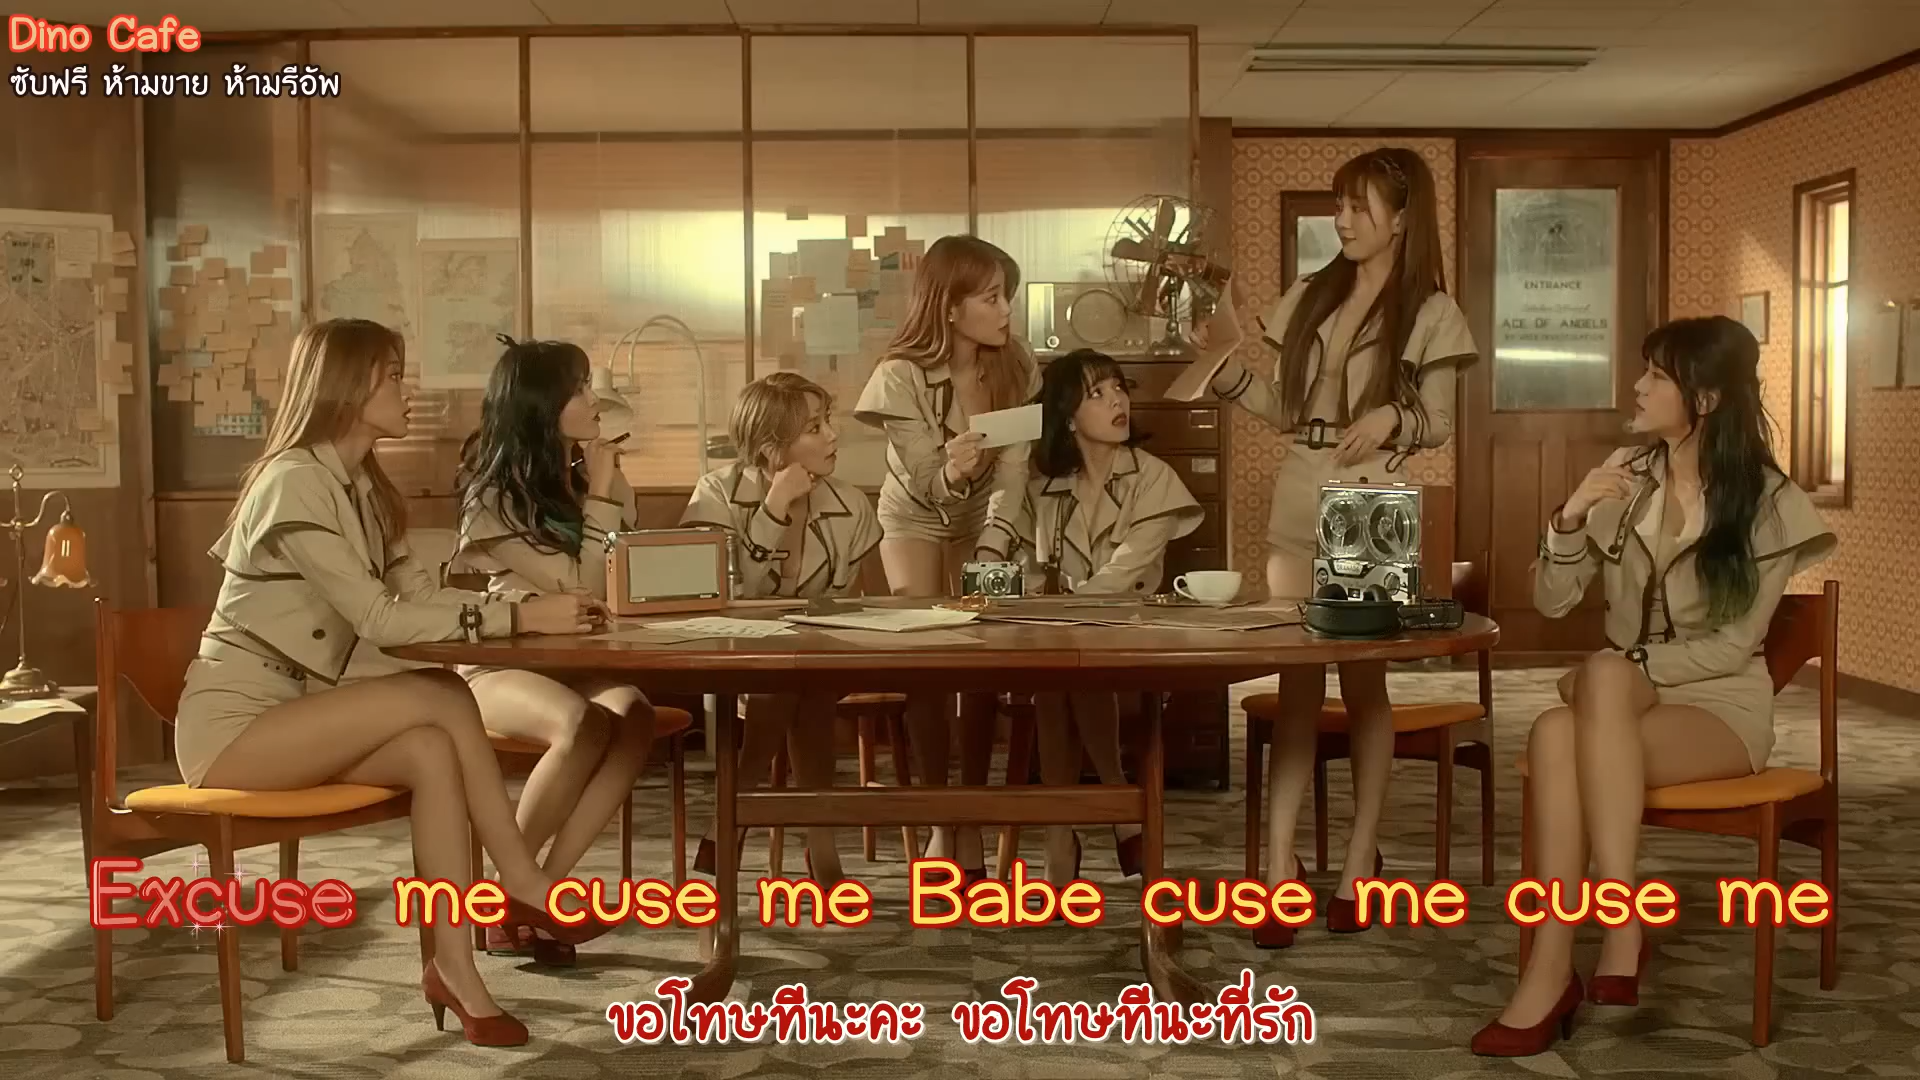 Dino Cafe
ซับฟรี ห้ามขาย ห้ามรีอัพ
ENTRANCE
ACE OF ANGELS
Excuse me cuse me Babe cuse me cuse me
ขอโทษทีนะคะ ขอโทษทีนะที่รัก